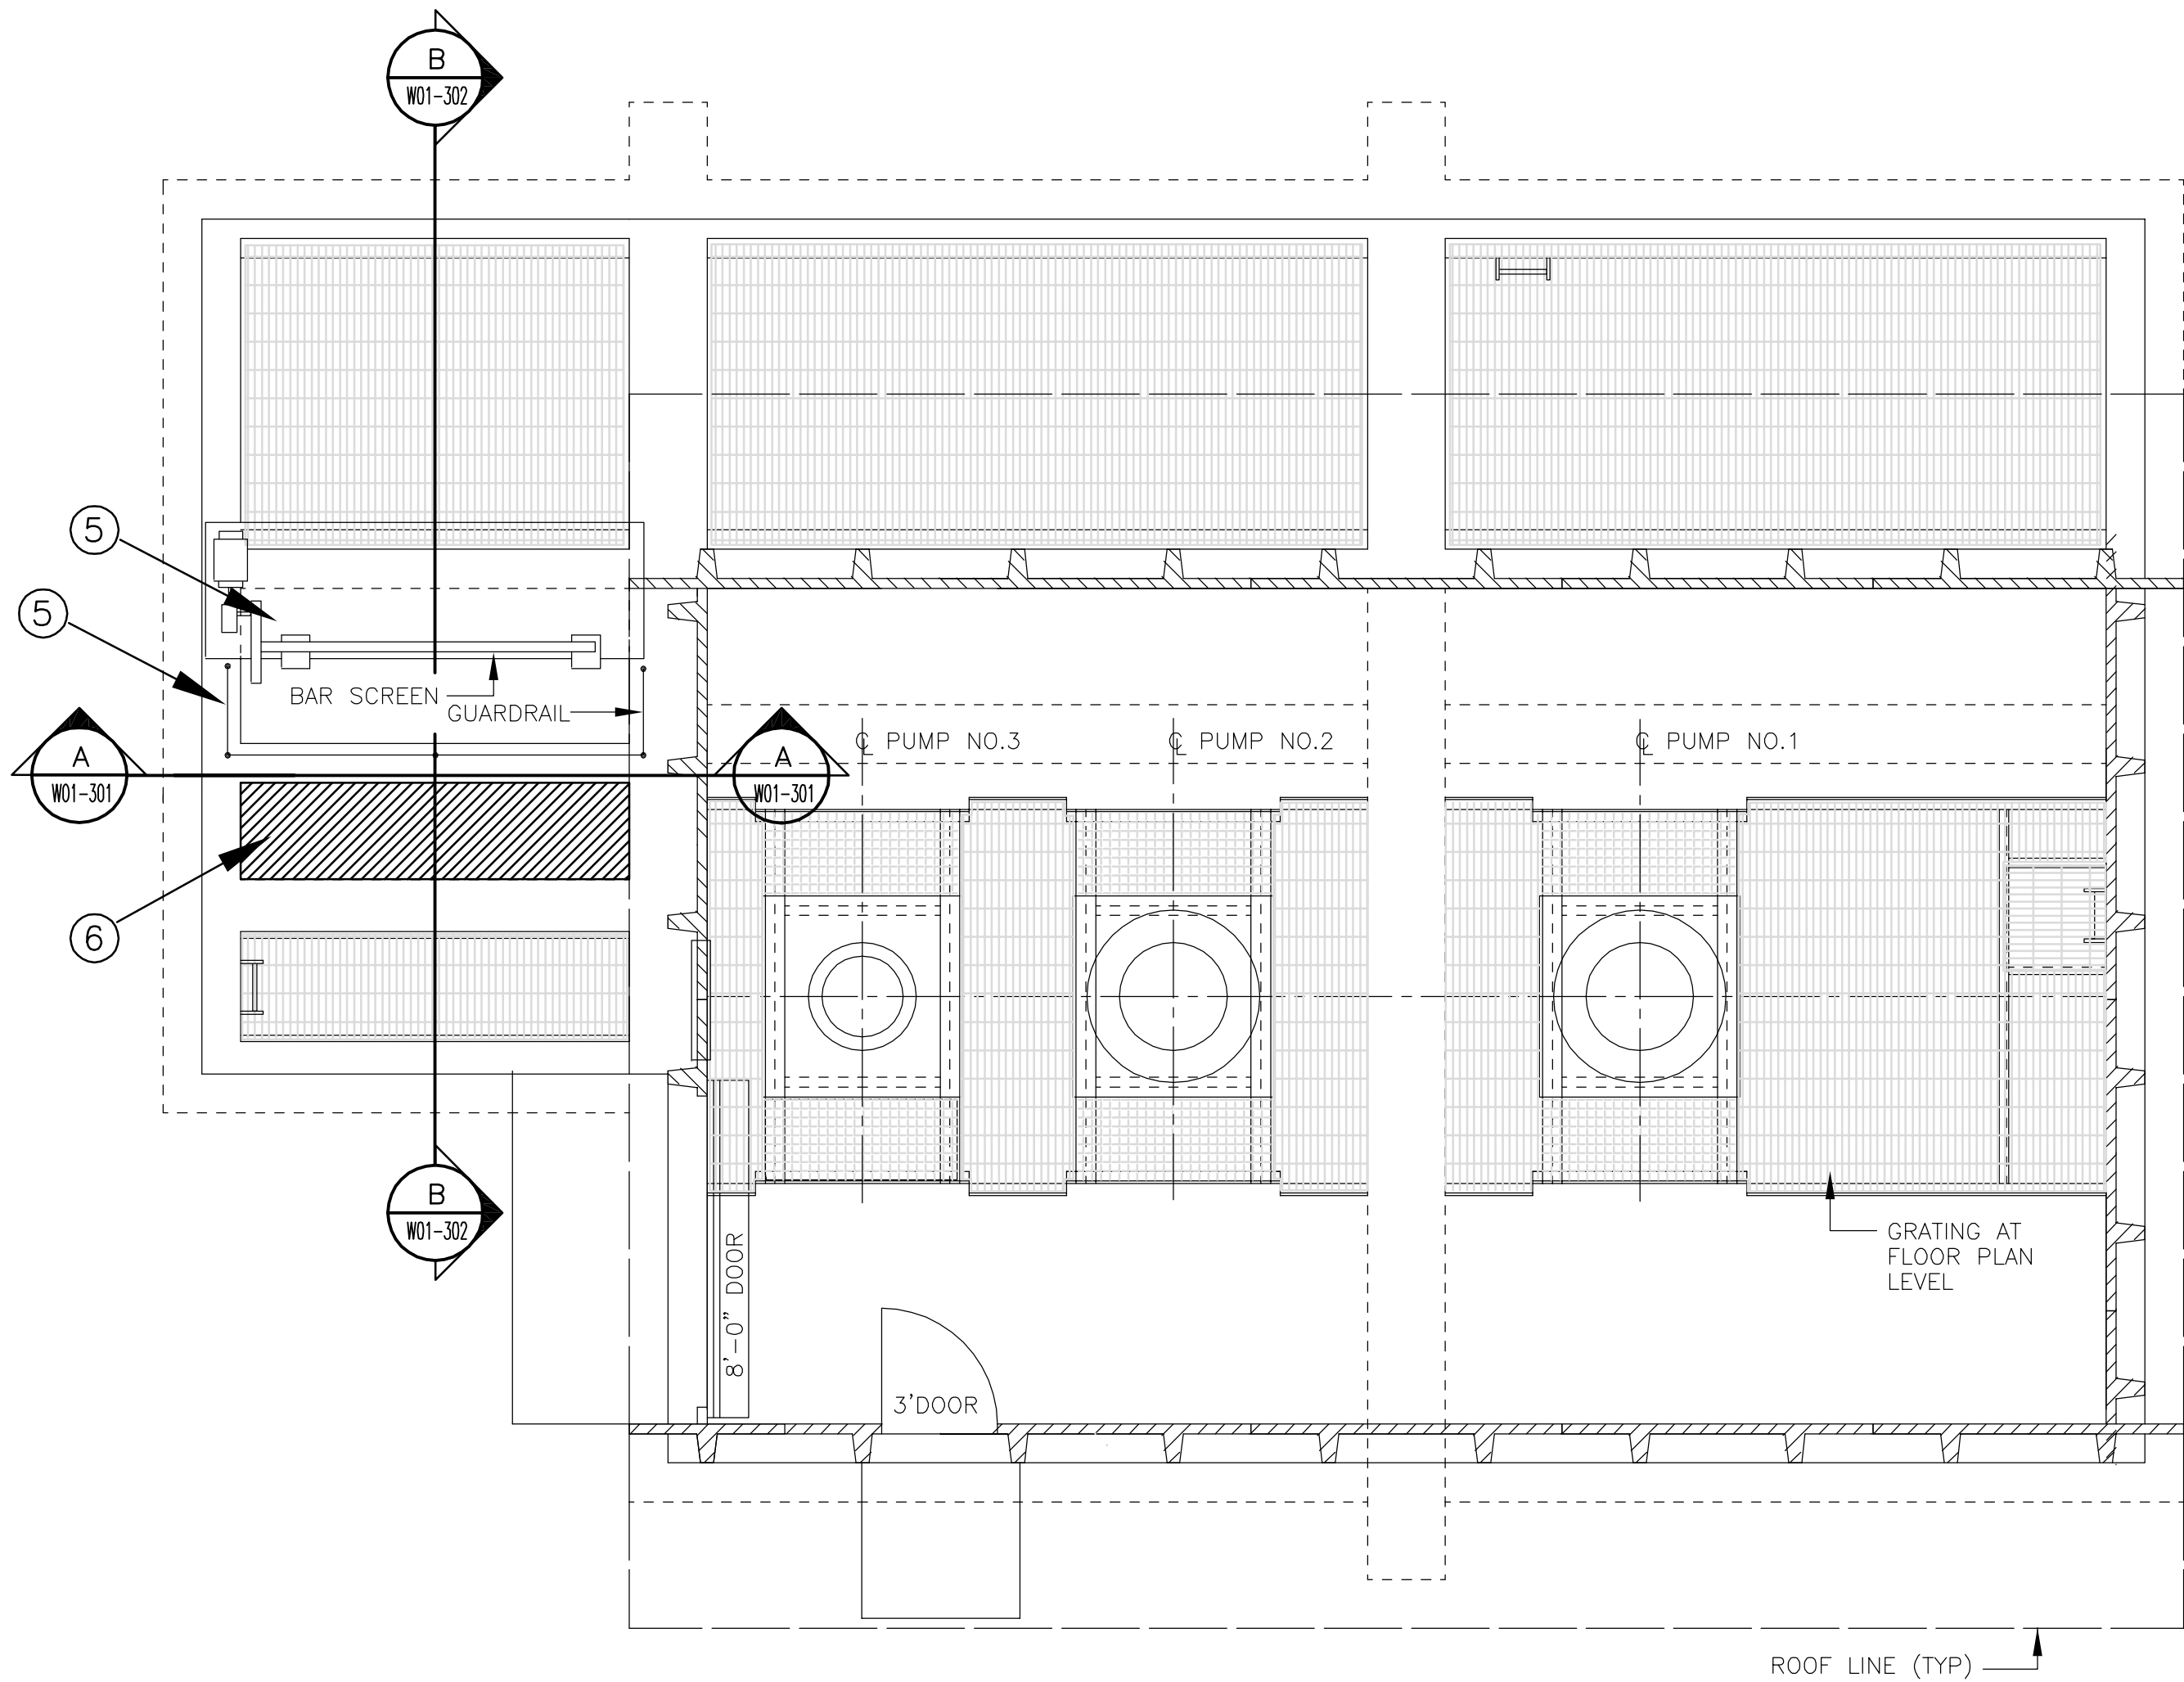 B
W01-302
5
5
BAR SCREEN
GUARDRAIL
A
W01-301
A
W01-301
℄ PUMP NO.3
℄ PUMP NO.2
℄ PUMP NO.1
6
B
W01-302
8'-0" DOOR
GRATING AT
FLOOR PLAN
LEVEL
3'DOOR
ROOF LINE (TYP)